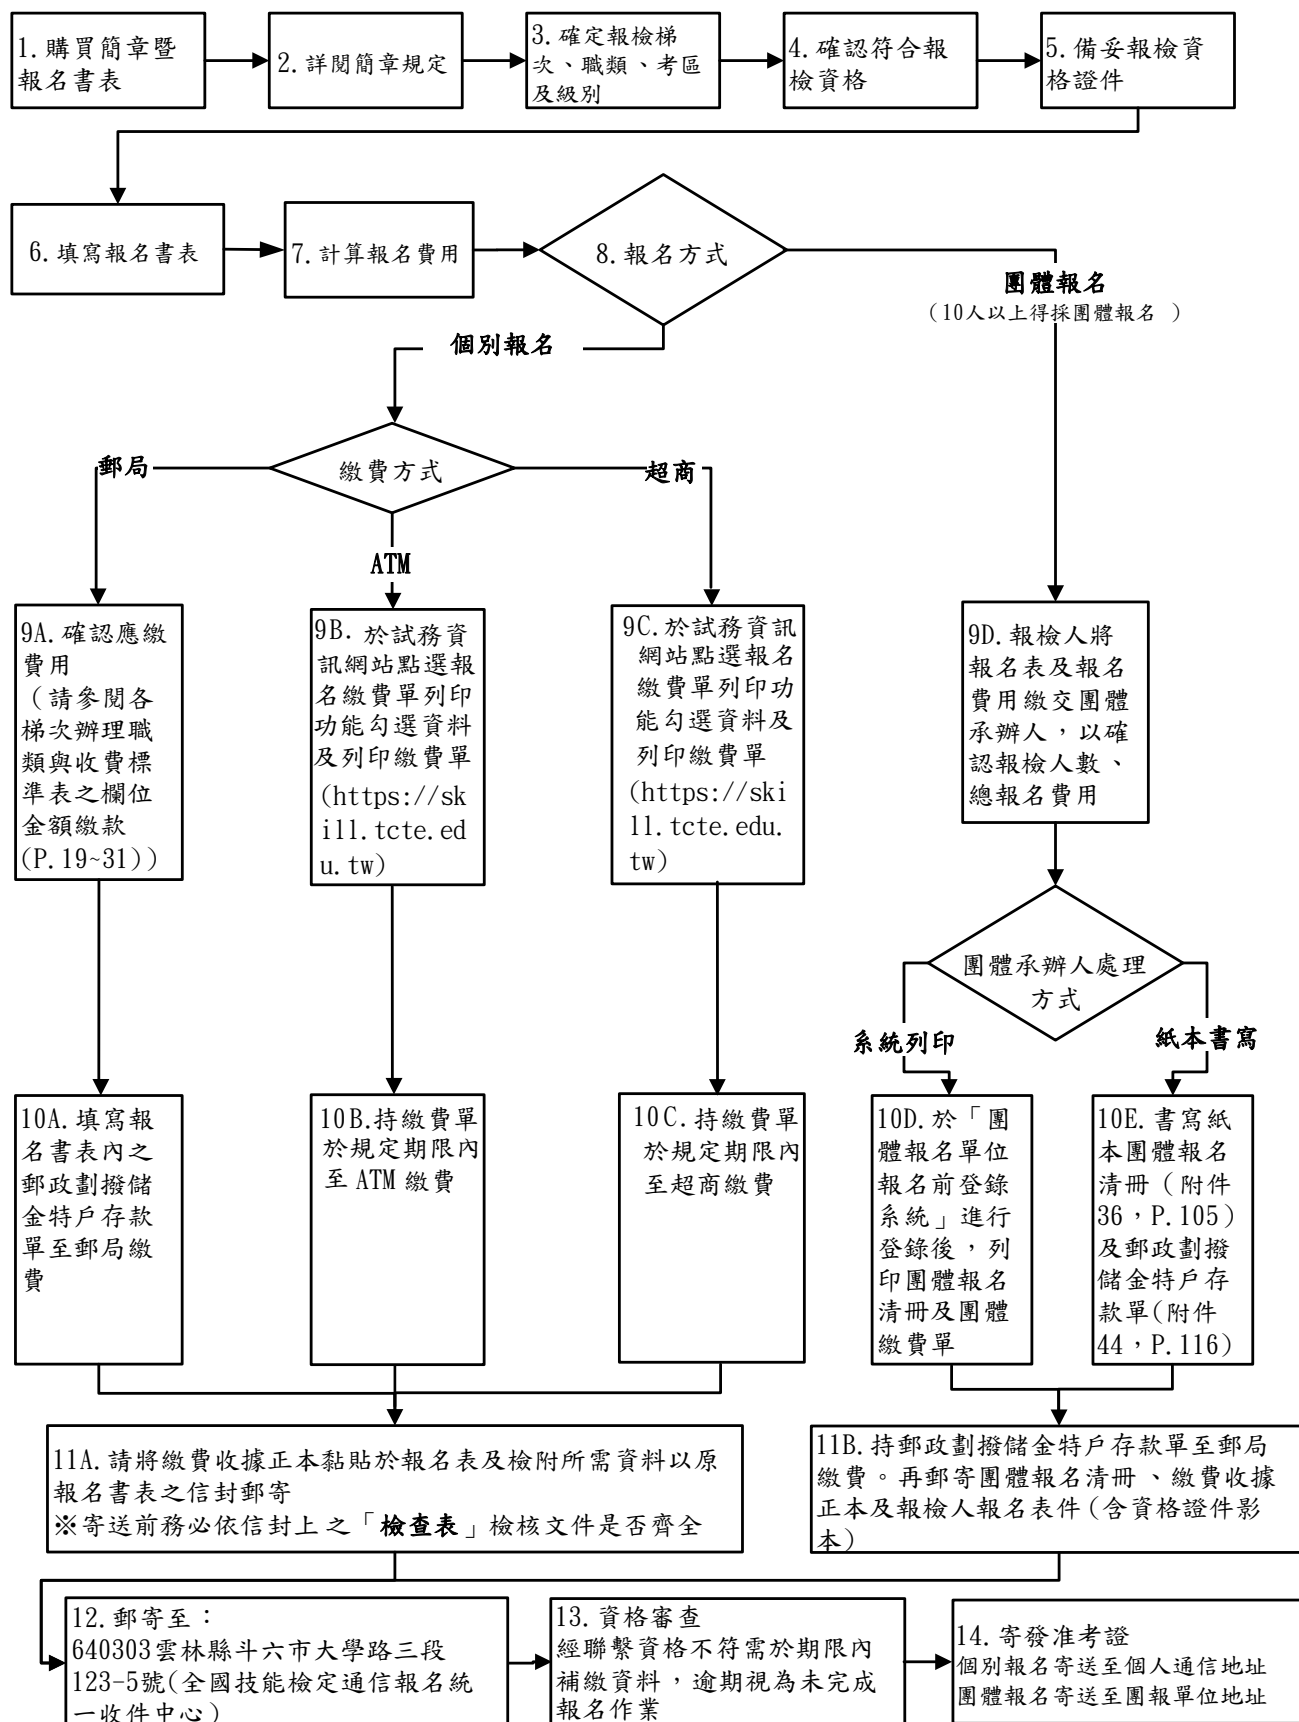 1.購買簡章暨
報名書表
2.詳閱簡章規定
3.確定報檢梯
次、職類、考區
及級別
4.確認符合報
檢資格
5.備妥報檢資
格證件
6.填寫報名書表
7.計算報名費用
8.報名方式
團體報名
（10人以上得採團體報名 ）
個別報名
郵局
繳費方式
超商
ATM
9A.確認應繳
費用
（請參閱各
梯次辦理職
類與收費標
準表之欄位
金額繳款
(P.19~31))
9B. 於試務資
訊網站點選報
名繳費單列印
功能勾選資料
及列印繳費單
(https://sk
ill.tcte.ed
u.tw)
9C.於試務資訊
網站點選報名
繳費單列印功
能勾選資料及
列印繳費單
(https://ski
ll.tcte.edu.
tw)
9D.報檢人將
報名表及報名
費用繳交團體
承辦人，以確
認報檢人數、
總報名費用
團體承辦人處理
方式
系統列印
紙本書寫
10A.填寫報
名書表內之
郵政劃撥儲
金特戶存款
單至郵局繳
費
10B.持繳費單
於規定期限內
至 ATM 繳費
10C.持繳費單
於規定期限內
至超商繳費
10D.於「團
體報名單位
報名前登錄
系統」進行
登錄後，列
印團體報名
清冊及團體
繳費單
10E.書寫紙
本團體報名
清冊（附件
36，P.105)
及郵政劃撥
儲金特戶存
款單(附件
44，P.116)
11A.請將繳費收據正本黏貼於報名表及檢附所需資料以原
報名書表之信封郵寄
※寄送前務必依信封上之「檢查表」檢核文件是否齊全
11B.持郵政劃撥儲金特戶存款單至郵局
繳費。再郵寄團體報名清冊、繳費收據
正本及報檢人報名表件(含資格證件影
本)
12.郵寄至：
640303雲林縣斗六市大學路三段
123-5號(全國技能檢定通信報名統
一收件中心)
13.資格審查
經聯繫資格不符需於期限內
補繳資料，逾期視為未完成
報名作業
14.寄發准考證
個別報名寄送至個人通信地址
團體報名寄送至團報單位地址